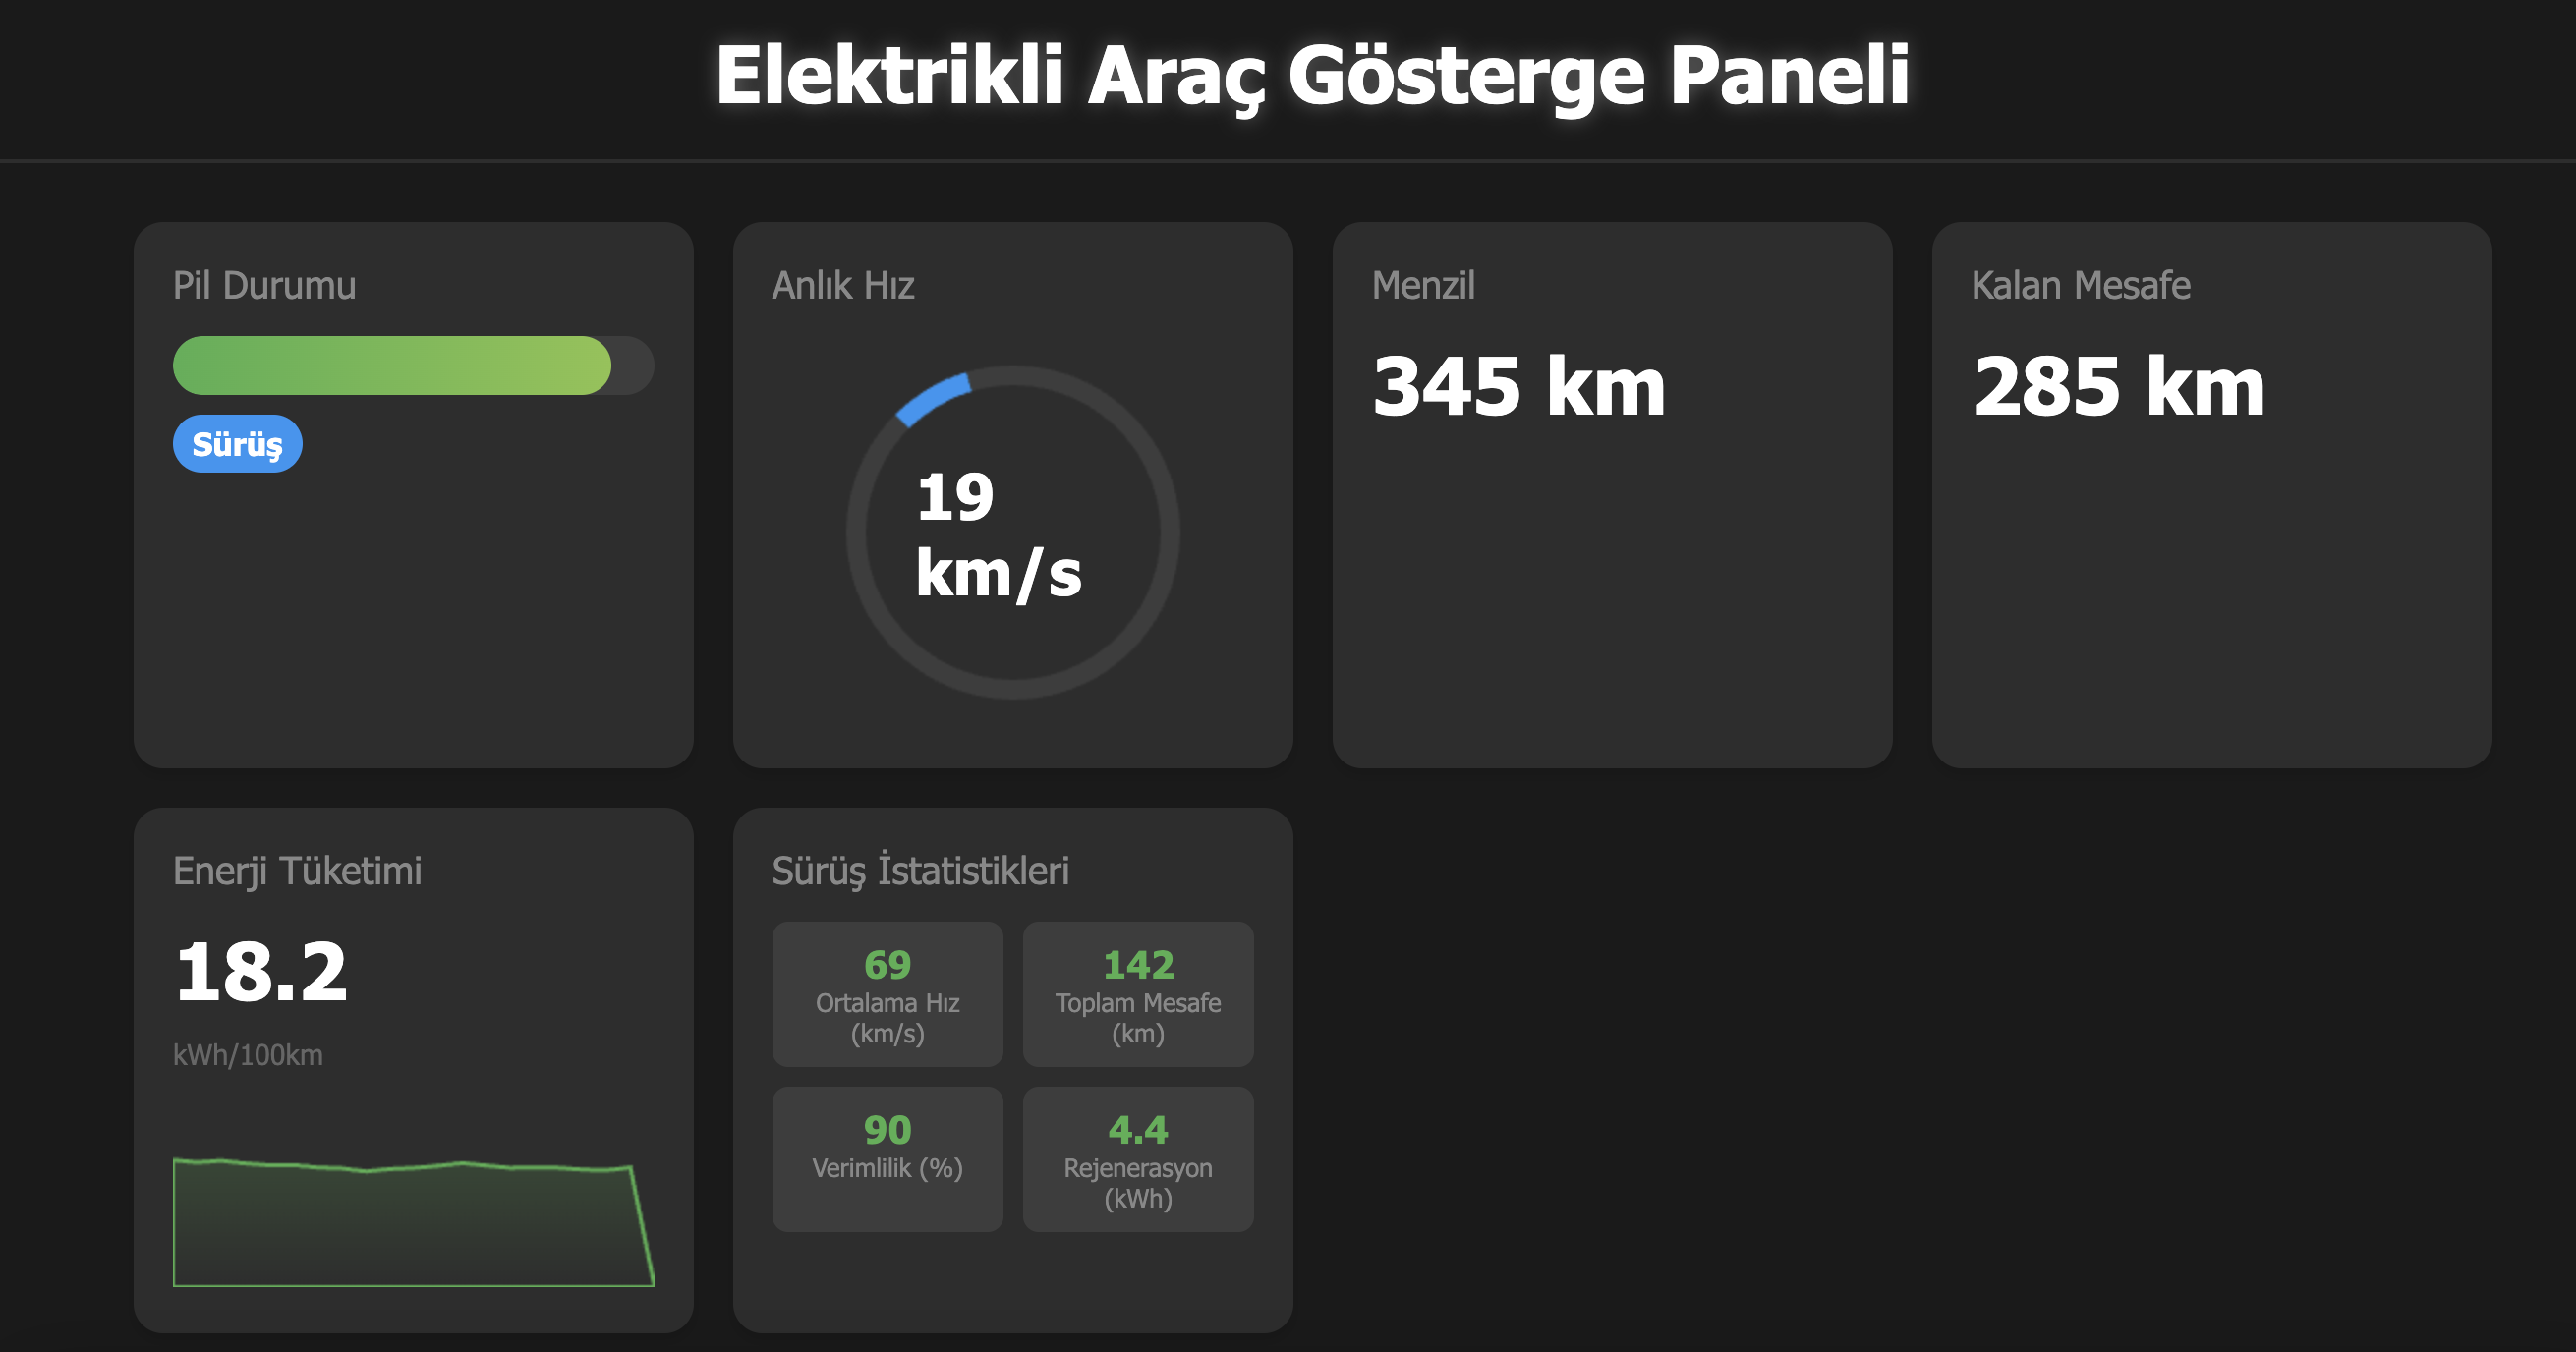 Elektrikli Araç Gösterge Paneli
Pil Durumu
Sürüş
Anlık Hız
19
km/s
Menzil
345 km
Kalan Mesafe
285 km
Enerji Tüketimi
18.2
kWh/100km
Sürüş İstatistikleri
69
Ortalama Hız
(km/s)
142
Toplam Mesafe
(km)
90
Verimlilik (%)
4.4
Rejenerasyon
(kWh)